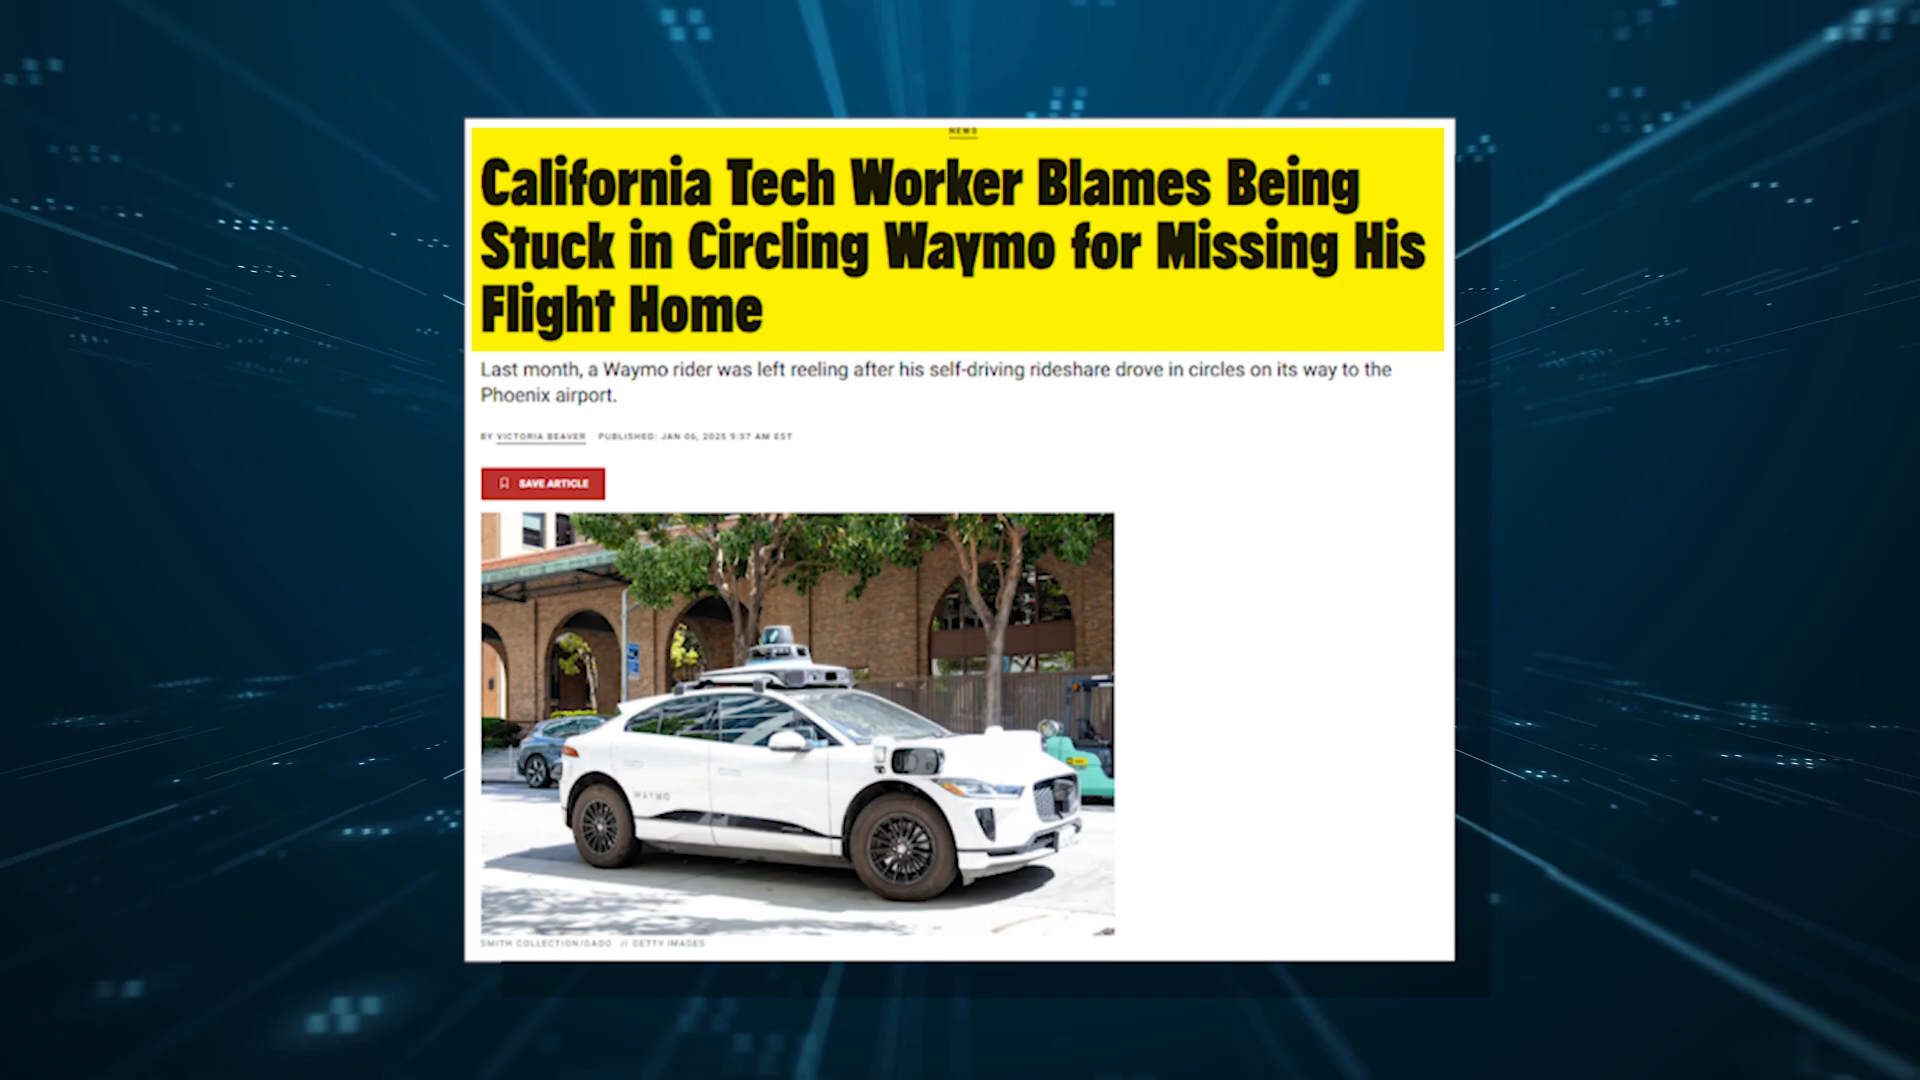 NEWS
California Tech Worker Blames Being
Stuck in Circling Waymo for Missing His
Flight Home
Last month, a Waymo rider was left reeling after his self-driving rideshare drove in circles on its way to the
Phoenix airport.
BY VICTORIA BEAVER PUBLISHED: JAN 06, 2025 9:37 AM EST
SAVE ARTICLE
WAYMO
SMITH COLLECTION/GADO // GETTY IMAGES